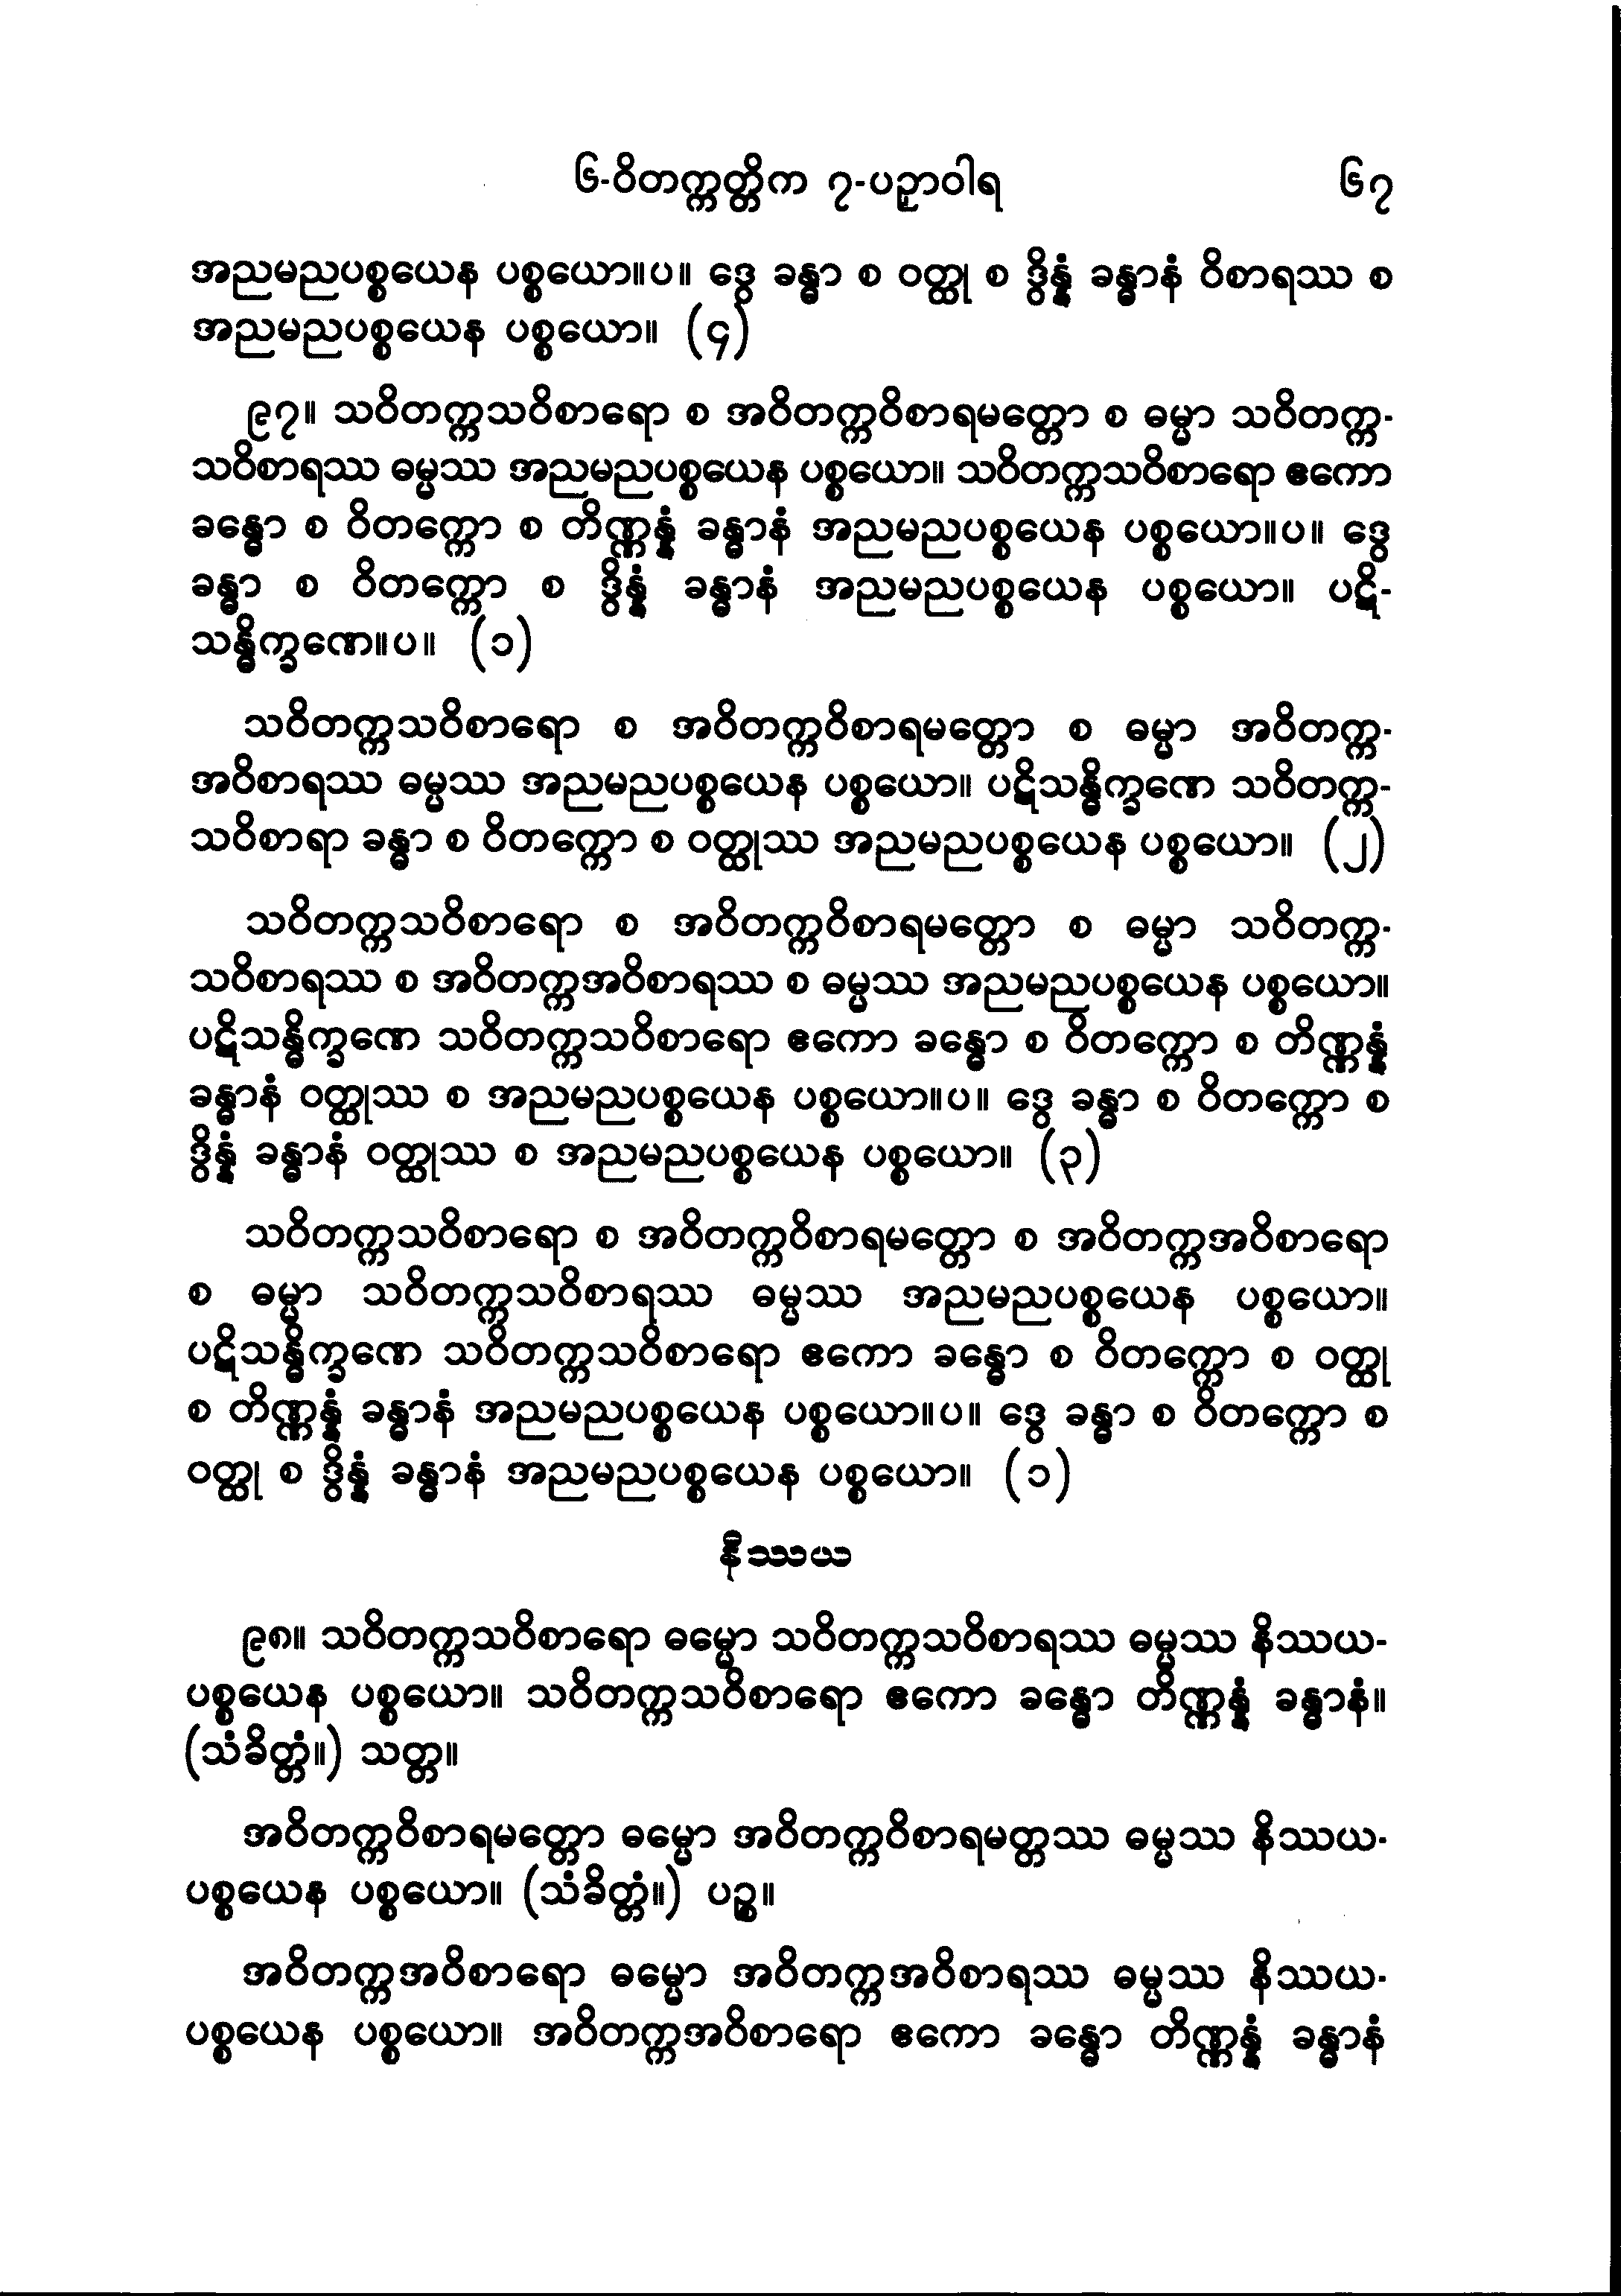 ၆-ဝိတက္ကတ္တိက ၇-ပဉှာဝါရ ၆၇
အညမညပစ္စယေန ပစ္စယော။ပ။ ဒွေ ခန္ဓာ စ ဝတ္ထု စ ဒွိန္နံ ခန္ဓာနံ ဝိစာရဿ စ
အညမညပစ္စယေန ပစ္စယော။ (၄)
၉၇။ သဝိတက္ကသဝိစာရော စ အဝိတက္ကဝိစာရမတ္တော စ ဓမ္မာ သဝိတက္က-
သဝိစာရဿ ဓမ္မဿ အညမညပစ္စယေန ပစ္စယော။ သဝိတက္ကသဝိစာရော ဧကော
ခန္ဓော စ ဝိတက္ကော စ တိဏ္ဏန္နံ ခန္ဓာနံ အညမညပစ္စယေန ပစ္စယော။ပ။ ဒွေ
ခန္ဓာ စ ဝိတက္ကော စ ဒွိန္နံ ခန္ဓာနံ အညမညပစ္စယေန ပစ္စယော။ ပဋိ-
သန္ဓိက္ခဏေ။ပ။ (၁)
သဝိတက္ကသဝိစာရော စ အဝိတက္ကဝိစာရမတ္တော စ ဓမ္မာ အဝိတက္က-
အဝိစာရဿ ဓမ္မဿ အညမညပစ္စယေန ပစ္စယော။ ပဋိသန္ဓိက္ခဏေ သဝိတက္က-
သဝိစာရာ ခန္ဓာ စ ဝိတက္ကော စ ဝတ္ထုဿ အညမညပစ္စယေန ပစ္စယော။ (၂)
သဝိတက္ကသဝိစာရော စ အဝိတက္ကဝိစာရမတ္တော စ ဓမ္မာ သဝိတက္က-
သဝိစာရဿ စ အဝိတက္ကအဝိစာရဿ စ ဓမ္မဿ အညမညပစ္စယေန ပစ္စယော။
ပဋိသန္ဓိက္ခဏေ သဝိတက္ကသဝိစာရော ဧကော ခန္ဓော စ ဝိတက္ကော စ တိဏ္ဏန္နံ
ခန္ဓာနံ ဝတ္ထုဿ စ အညမညပစ္စယေန ပစ္စယော။ပ။ ဒွေ ခန္ဓာ စ ဝိတက္ကော စ
ဒွိန္နံ ခန္ဓာနံ ဝတ္ထုဿ စ အညမညပစ္စယေန ပစ္စယော။ (၃)
သဝိတက္ကသဝိစာရော စ အဝိတက္ကဝိစာရမတ္တော စ အဝိတက္ကအဝိစာရော
စ ဓမ္မာ သဝိတက္ကသဝိစာရဿ ဓမ္မဿ အညမညပစ္စယေန ပစ္စယော။
ပဋိသန္ဓိက္ခဏေ သဝိတက္ကသဝိစာရော ဧကော ခန္ဓော စ ဝိတက္ကော စ ဝတ္ထု
စ တိဏ္ဏန္နံ ခန္ဓာနံ အညမညပစ္စယေန ပစ္စယော။ပ။ ဒွေ ခန္ဓာ စ ဝိတက္ကော စ
ဝတ္ထု စ ဒွိန္နံ ခန္ဓာနံ အညမညပစ္စယေန ပစ္စယော။ (၁)
နိဿယ
၉၈။ သဝိတက္ကသဝိစာရော ဓမ္မော သဝိတက္ကသဝိစာရဿ ဓမ္မဿ နိဿယ-
ပစ္စယေန ပစ္စယော။ သဝိတက္ကသဝိစာရော ဧကော ခန္ဓော တိဏ္ဏန္နံ ခန္ဓာနံ။
(သံခိတ္တံ။) သတ္တ။
အဝိတက္ကဝိစာရမတ္တော ဓမ္မော အဝိတက္ကဝိစာရမတ္တဿ ဓမ္မဿ နိဿယ-
ပစ္စယေန ပစ္စယော။ (သံခိတ္တံ။) ပဉ္စ။
အဝိတက္ကအဝိစာရော ဓမ္မော အဝိတက္ကအဝိစာရဿ ဓမ္မဿ နိဿယ-
ပစ္စယေန ပစ္စယော။ အဝိတက္ကအဝိစာရော ဧကော ခန္ဓော တိဏ္ဏန္နံ ခန္ဓာနံ